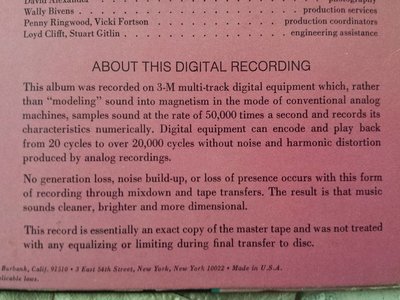 David Alexander . . . . . . . . . . . . . . . . . photography
Wally Bivens . . . . . . . . . . . . . . . . . production services
Penny Ringwood, Vicki Fortson . . . . . . . . . . production coordinators
Loyd Clifft, Stuart Gitlin . . . . . . . . . . . . engineering assistance
ABOUT THIS DIGITAL RECORDING
This album was recorded on 3-M multi-track digital equipment which, rather
than “modeling” sound into magnetism in the mode of conventional analog
machines, samples sound at the rate of 50,000 times a second and records its
characteristics numerically. Digital equipment can encode and play back
from 20 cycles to over 20,000 cycles without noise and harmonic distortion
produced by analog recordings.
No generation loss, noise build-up, or loss of presence occurs with this form
of recording through mixdown and tape transfers. The result is that music
sounds cleaner, brighter and more dimensional.
This record is essentially an exact copy of the master tape and was not treated
with any equalizing or limiting during final transfer to disc.
Burbank, Calif. 91510 • 3 East 54th Street, New York, New York 10022 • Made in U.S.A.
laws.